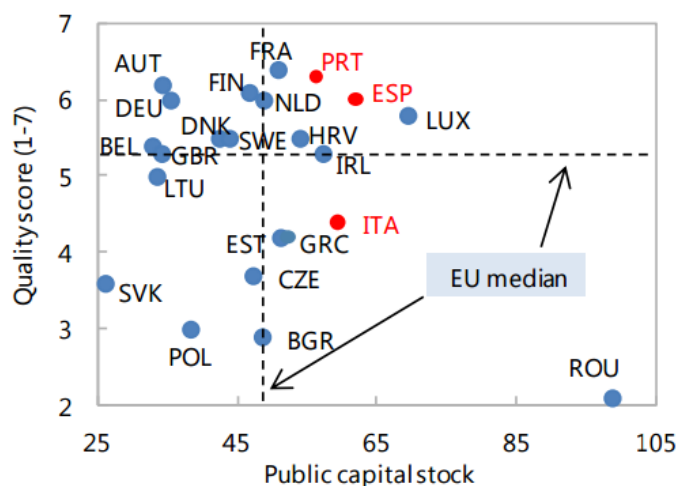 7
FRA
PRT
AUT
FIN
ESP
6
NLD
DEU
LUX
DNK
SWE
HRV
BEL
GBR
IRL
5
LTU
Quality score (1-7)
ITA
4
EST
GRC
EU median
SVK
CZE
3
POL
BGR
ROU
2
25
45
65
85
105
Public capital stock